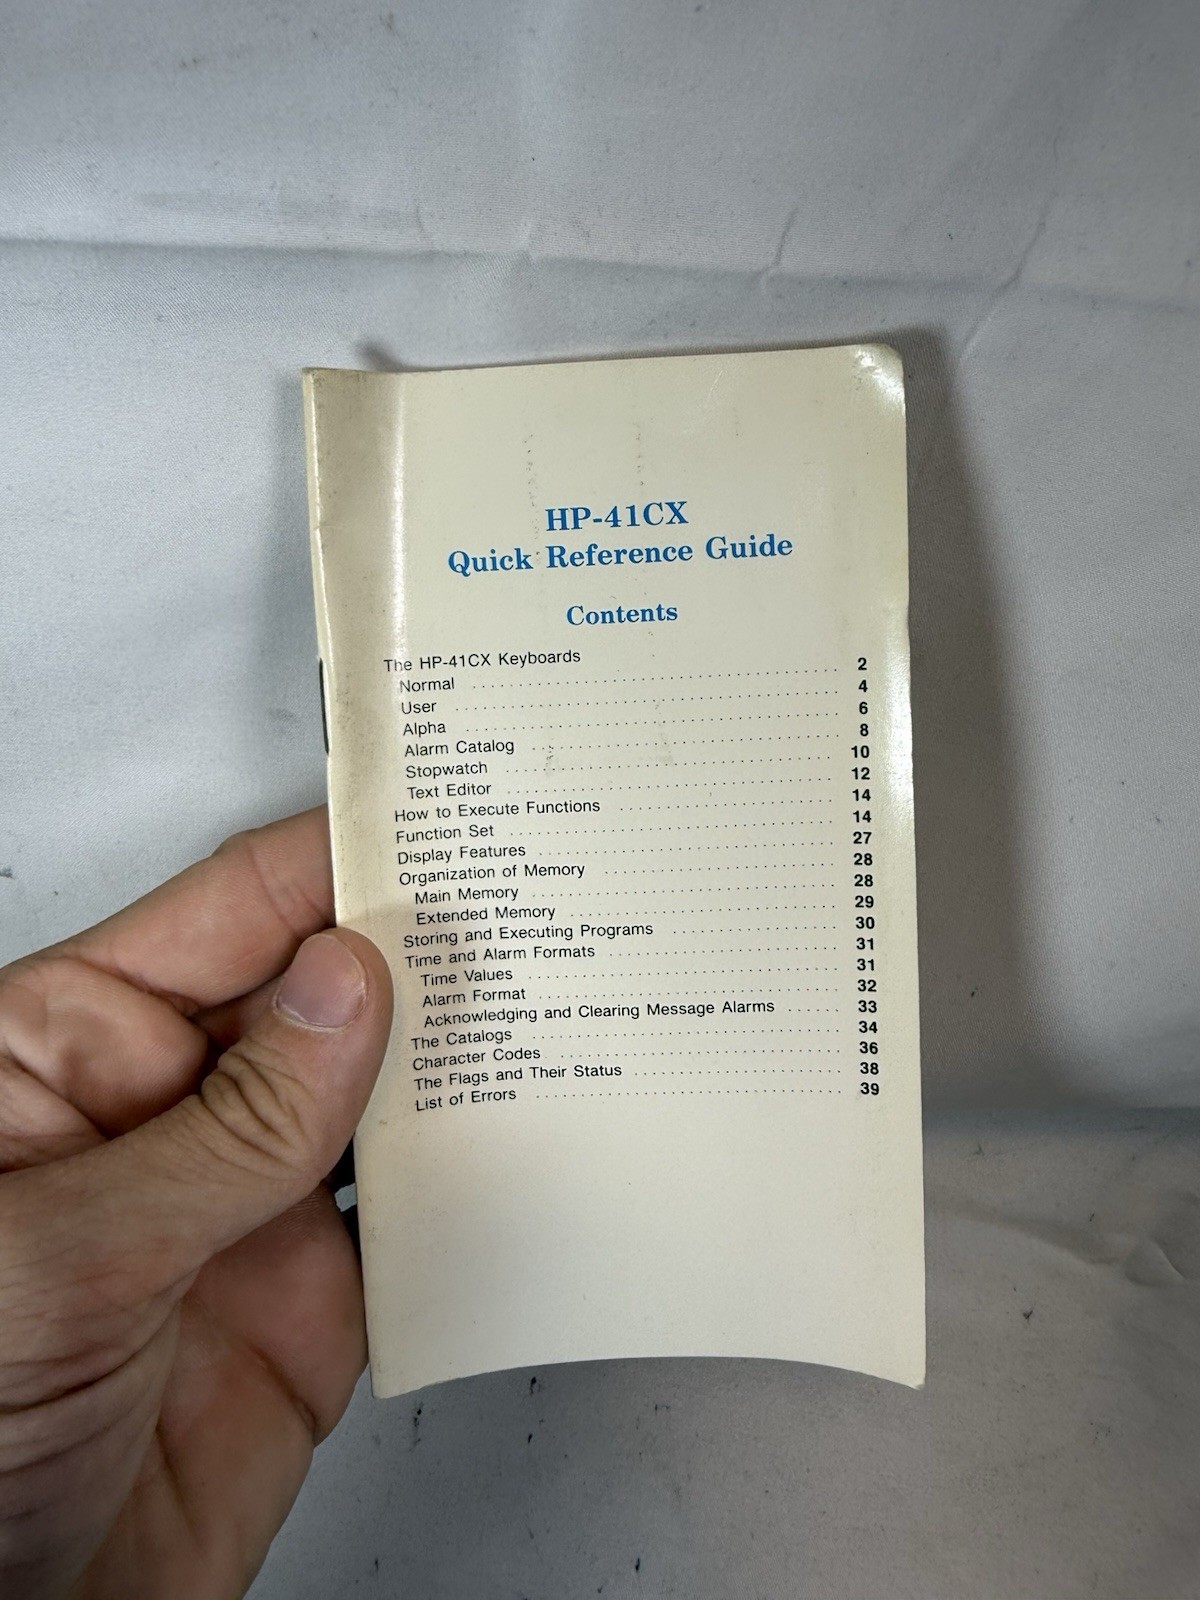 HP-41CX
Quick Reference Guide
Contents
The HP-41CX Keyboards
Normal ........ 2
User ........ 4
Alpha ........ 6
Alarm Catalog ........ 8
Stopwatch ........ 10
Text Editor ........ 12
How to Execute Functions ........ 14
Function Set ........ 14
Display Features ........ 27
Organization of Memory ........ 28
Main Memory ........ 28
Extended Memory ........ 29
Storing and Executing Programs ........ 30
Time and Alarm Formats ........ 31
Time Values ........ 31
Alarm Format ........ 32
Acknowledging and Clearing Message Alarms ...... 33
The Catalogs ........ 34
Character Codes ........ 36
The Flags and Their Status ........ 38
List of Errors ........ 39